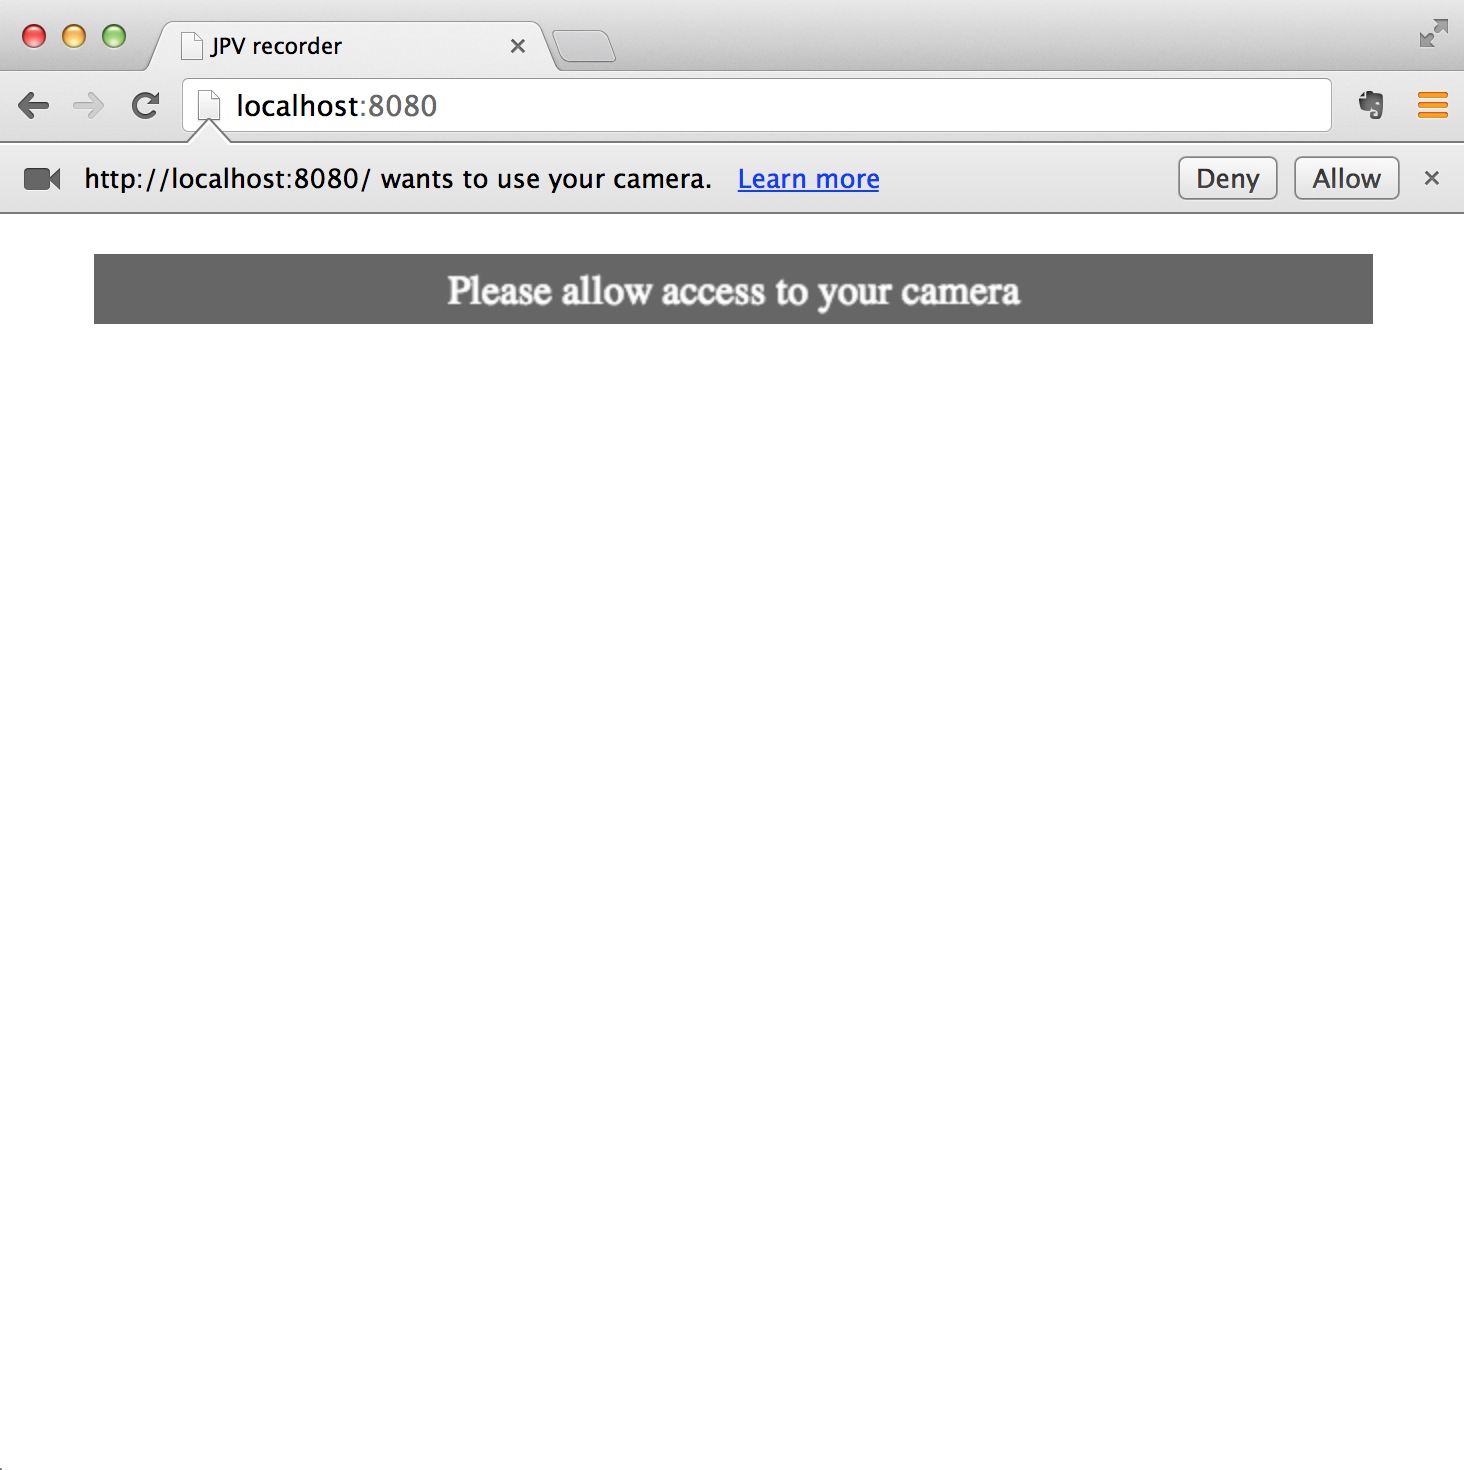 JPV recorder
localhost:8080
http://localhost:8080/ wants to use your camera. Learn more Deny Allow
Please allow access to your camera